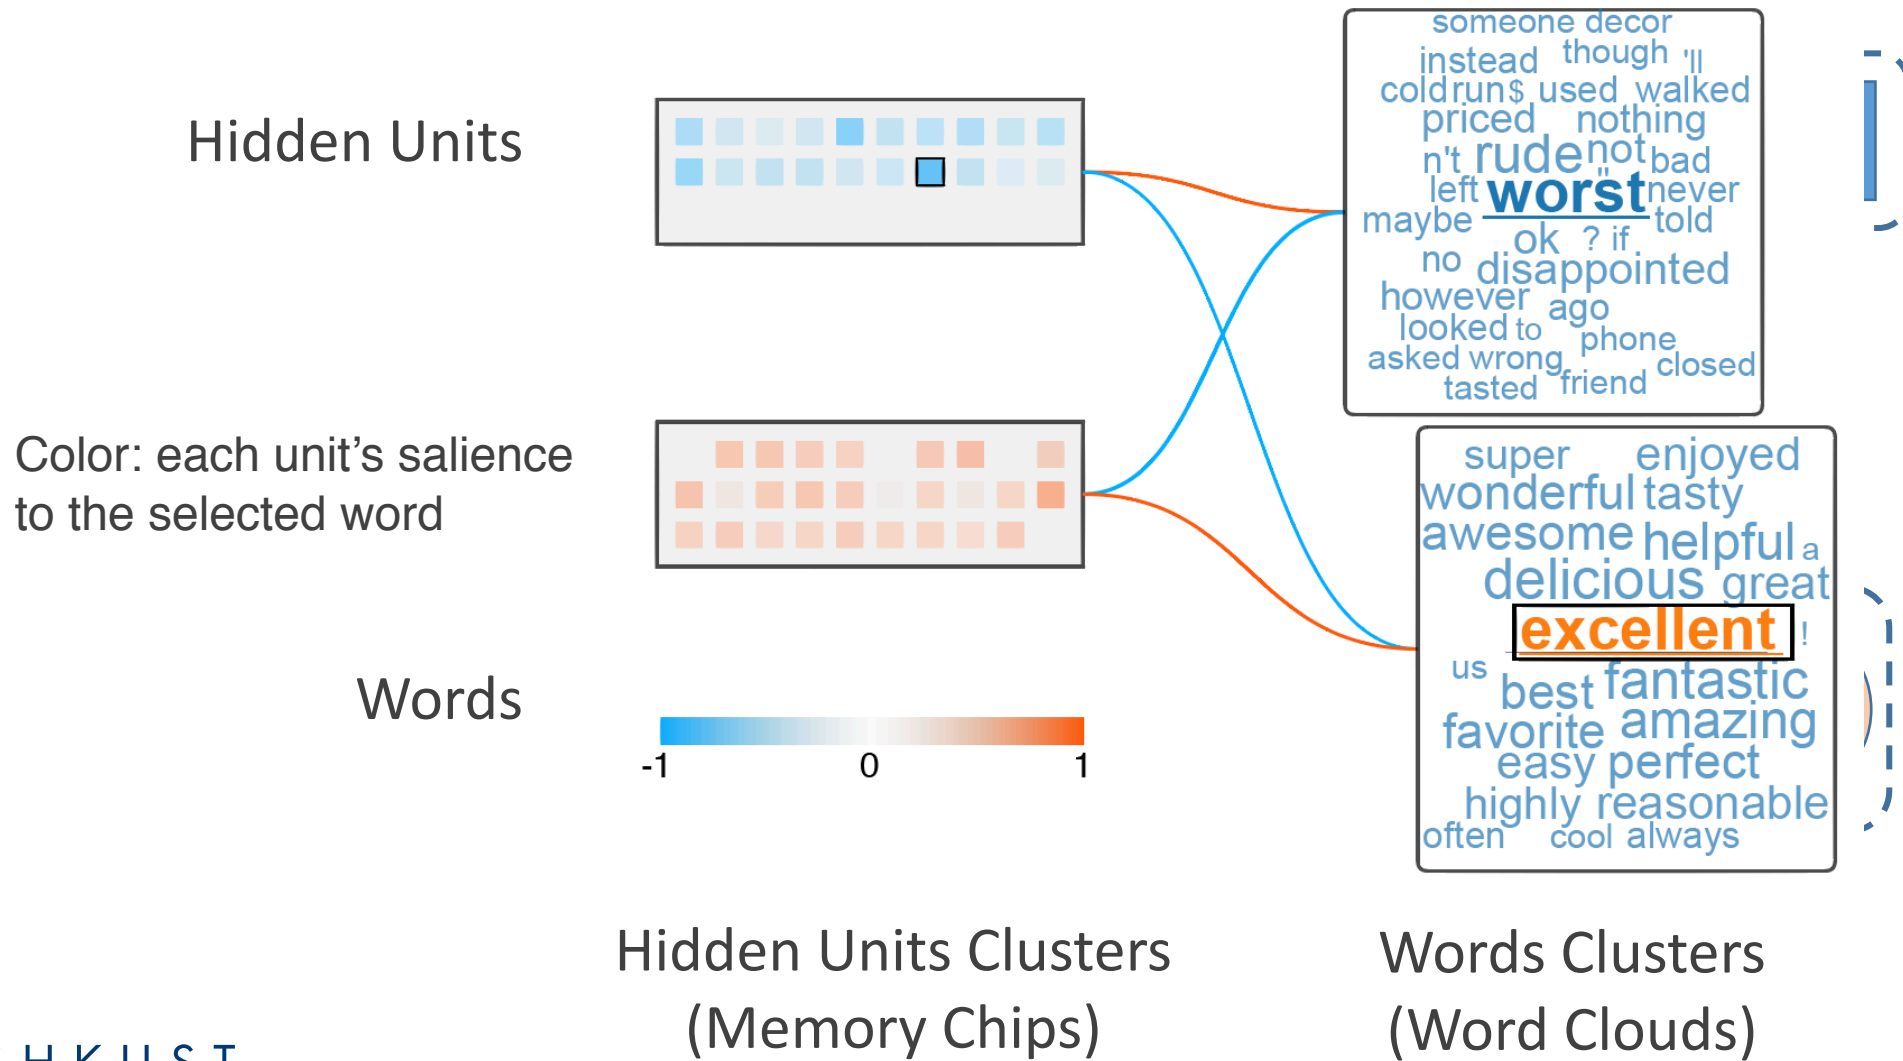 Hidden Units
Color: each unit's salience
to the selected word
Words
-1 0 1
Hidden Units Clusters
(Memory Chips)
someone decor
instead though 'll
cold run $ used walked
priced nothing
n't rude not bad
left worst " never
maybe told
ok ? if
no disappointed
however ago
looked to phone
asked wrong closed
tasted friend
super enjoyed
wonderful tasty
awesome helpful a
delicious great
excellent !
us best fantastic
favorite amazing
easy perfect
highly reasonable
often cool always
Words Clusters
(Word Clouds)
HKUST